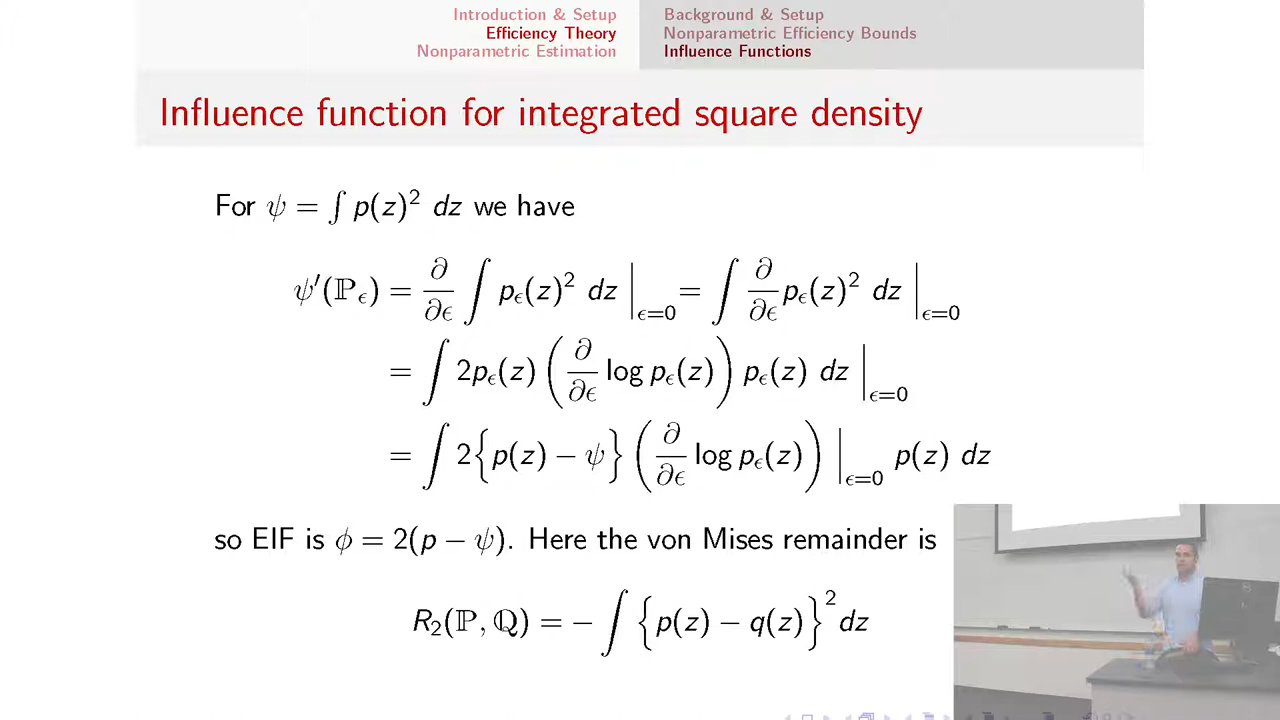 Introduction & Setup
Efficiency Theory
Nonparametric Estimation
Background & Setup
Nonparametric Efficiency Bounds
Influence Functions
Influence function for integrated square density
For ψ = ∫ p(z)² dz we have
ψ′(ℙ_ϵ) = ∂/∂ϵ ∫ p_ϵ(z)² dz |_{ϵ=0} = ∫ ∂/∂ϵ p_ϵ(z)² dz |_{ϵ=0}
= ∫ 2p_ϵ(z) (∂/∂ϵ log p_ϵ(z)) p_ϵ(z) dz |_{ϵ=0}
= ∫ 2{p(z) − ψ} (∂/∂ϵ log p_ϵ(z)) |_{ϵ=0} p(z) dz
so EIF is ϕ = 2(p − ψ). Here the von Mises remainder is
R₂(ℙ, ℚ) = − ∫ {p(z) − q(z)}² dz